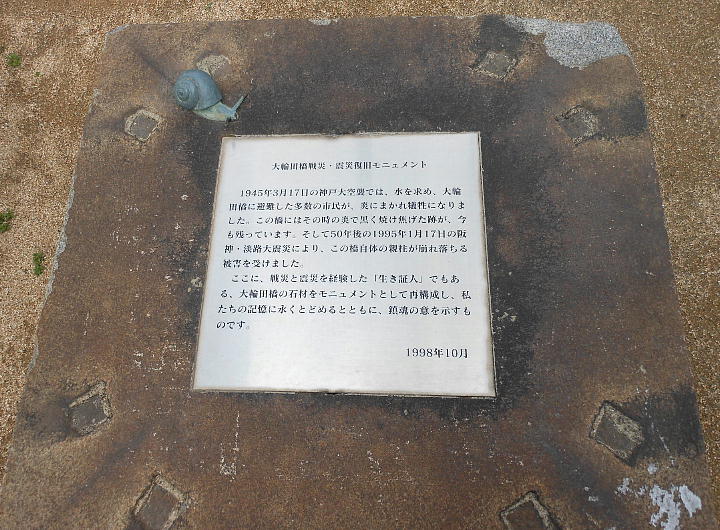 大輪田橋戦災・震災復旧モニュメント
1945年3月17日の神戸大空襲では、水を求め、大輪
田橋に避難した多数の市民が、炎にまかれ犠牲になりま
した。この橋にはその時の炎で黒く焼け焦げた跡が、今
も残っています。そして50年後の1995年1月17日の阪
神・淡路大震災により、この橋自体の親柱が崩れ落ちる
被害を受けました。
ここに、戦災と震災を経験した「生き証人」でもあ
る、大輪田橋の石材をモニュメントとして再構成し、私
たちの記憶に永くとどめるとともに、鎮魂の意を示すも
のです。
1998年10月